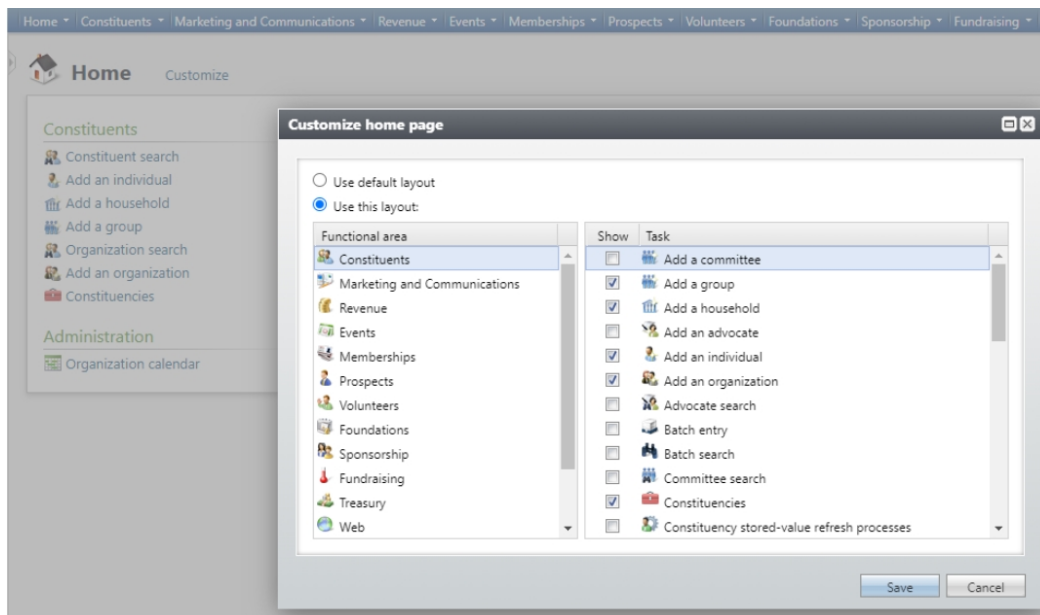 Home Constituents Marketing and Communications Revenue Events Memberships Prospects Volunteers Foundations Sponsorship Fundraising
Home Customize
Constituents
Constituent search
Add an individual
Add a household
Add a group
Organization search
Add an organization
Constituencies
Administration
Organization calendar
Customize home page
Use default layout
Use this layout:
Functional area
Constituents
Marketing and Communications
Revenue
Events
Memberships
Prospects
Volunteers
Foundations
Sponsorship
Fundraising
Treasury
Web
Show Task
Add a committee
Add a group
Add a household
Add an advocate
Add an individual
Add an organization
Advocate search
Batch entry
Batch search
Committee search
Constituencies
Constituency stored-value refresh processes
Save Cancel